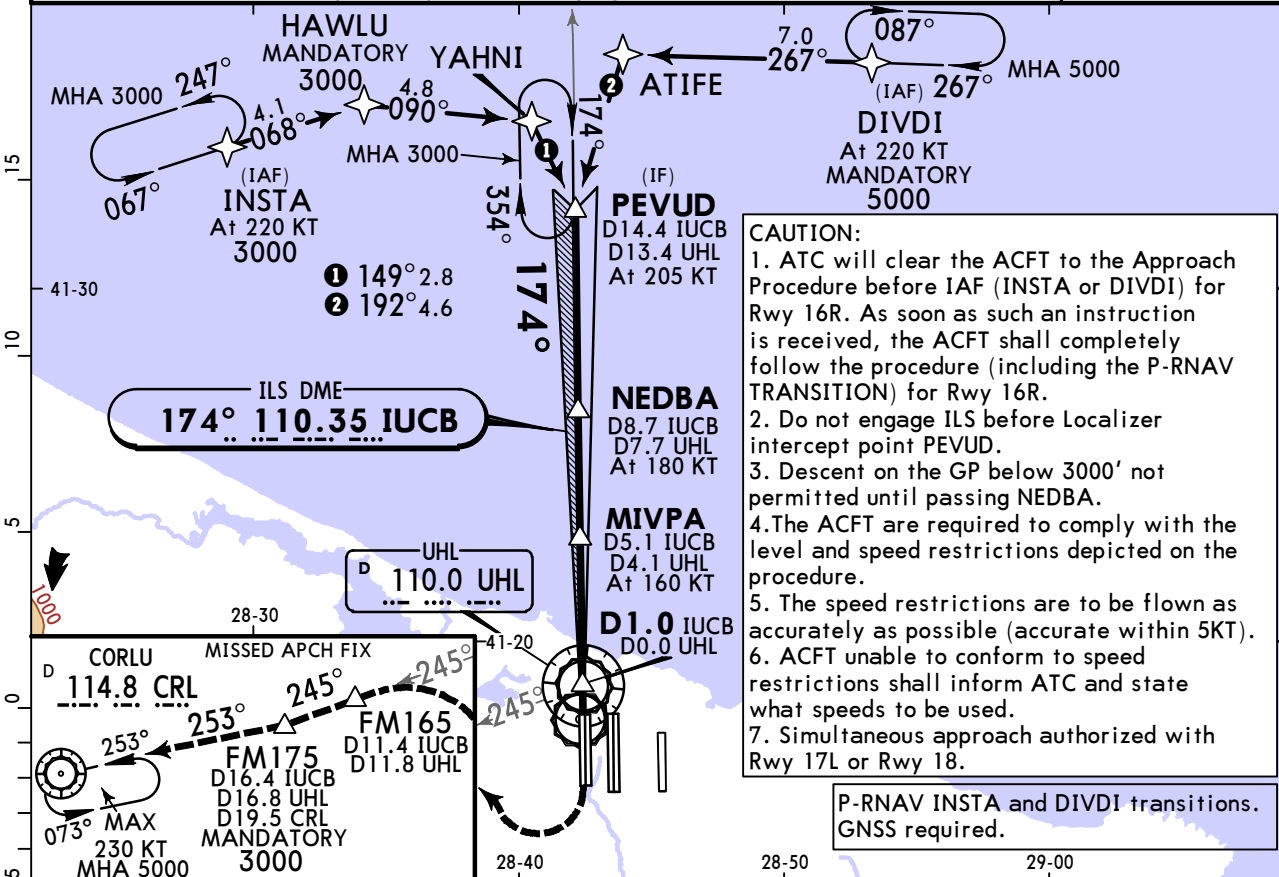 HAWLU
MANDATORY
3000
YAHNI
247°
MHA 3000
4.1
068°
4.8
090°
MHA 3000
067°
(IAF)
INSTA
At 220 KT
3000
❶ 149° 2.8
❷ 192° 4.6
❶
❷
174°
354°
174°
ATIFE
7.0
267°
087°
267°
MHA 5000
(IAF)
DIVDI
At 220 KT
MANDATORY
5000
(IF)
PEVUD
D14.4 IUCB
D13.4 UHL
At 205 KT
15
41-30
10
5
0
5
ILS DME
174° 110.35 IUCB
NEDBA
D8.7 IUCB
D7.7 UHL
At 180 KT
MIVPA
D5.1 IUCB
D4.1 UHL
At 160 KT
UHL
D 110.0 UHL
D1.0 IUCB
D0.0 UHL
1000
28-30
41-20
CAUTION:
1. ATC will clear the ACFT to the Approach
Procedure before IAF (INSTA or DIVDI) for
Rwy 16R. As soon as such an instruction
is received, the ACFT shall completely
follow the procedure (including the P-RNAV
TRANSITION) for Rwy 16R.
2. Do not engage ILS before Localizer
intercept point PEVUD.
3. Descent on the GP below 3000' not
permitted until passing NEDBA.
4.The ACFT are required to comply with the
level and speed restrictions depicted on the
procedure.
5. The speed restrictions are to be flown as
accurately as possible (accurate within 5KT).
6. ACFT unable to conform to speed
restrictions shall inform ATC and state
what speeds to be used.
7. Simultaneous approach authorized with
Rwy 17L or Rwy 18.
P-RNAV INSTA and DIVDI transitions.
GNSS required.
MISSED APCH FIX
CORLU
D 114.8 CRL
245°
245°
245°
253°
253°
073°
FM165
D11.4 IUCB
D11.8 UHL
FM175
D16.4 IUCB
D16.8 UHL
D19.5 CRL
MANDATORY
3000
MAX
230 KT
MHA 5000
28-40
28-50
29-00